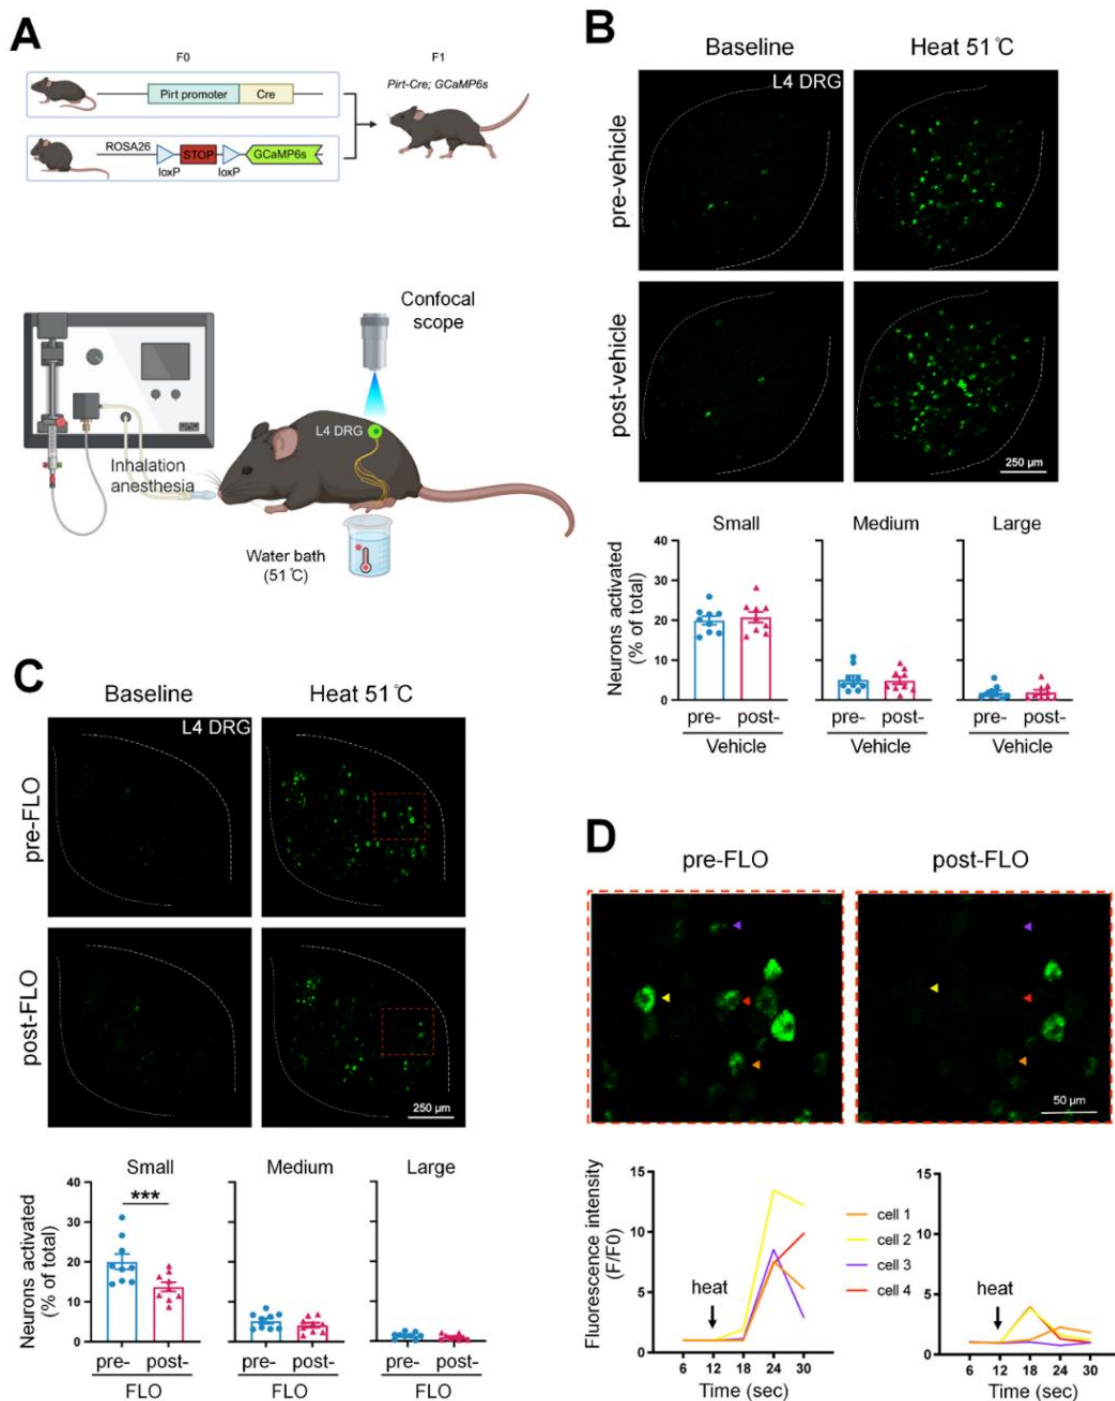 A
F0
F1
Pirt promoter
Cre
Pirt-Cre; GCaMP6s
ROSA26
STOP
GCaMP6s
loxP
loxP
Confocal
scope
L4 DRG
Inhalation
anesthesia
Water bath
(51℃)
B
Baseline
Heat 51℃
L4 DRG
pre-vehicle
post-vehicle
250 µm
Small
Medium
Large
Neurons activated
(% of total)
40
30
20
10
0
pre-
post-
pre-
post-
pre-
post-
Vehicle
Vehicle
Vehicle
C
Baseline
Heat 51℃
L4 DRG
pre-FLO
post-FLO
250 µm
Small
Medium
Large
Neurons activated
(% of total)
40
30
20
10
0
***
pre-
post-
pre-
post-
pre-
post-
FLO
FLO
FLO
D
pre-FLO
post-FLO
50 µm
Fluorescence intensity
(F/F0)
15
10
5
0
heat
6 12 18 24 30
Time (sec)
cell 1
cell 2
cell 3
cell 4
15
10
5
0
heat
6 12 18 24 30
Time (sec)